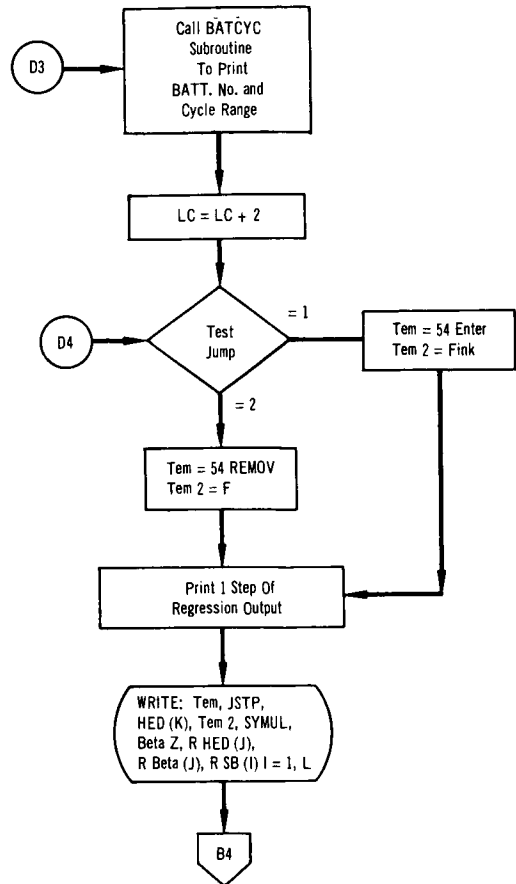 Call BATCYC
Subroutine
To Print
BATT. No. and
Cycle Range
D3
LC = LC + 2
D4
Test
Jump
= 1
Tem = 54 Enter
Tem 2 = Fink
= 2
Tem = 54 REMOV
Tem 2 = F
Print 1 Step Of
Regression Output
WRITE: Tem, JSTP,
HED (K), Tem 2, SYMUL,
Beta Z, R HED (J),
R Beta (J), R SB (I) I = 1, L
B4